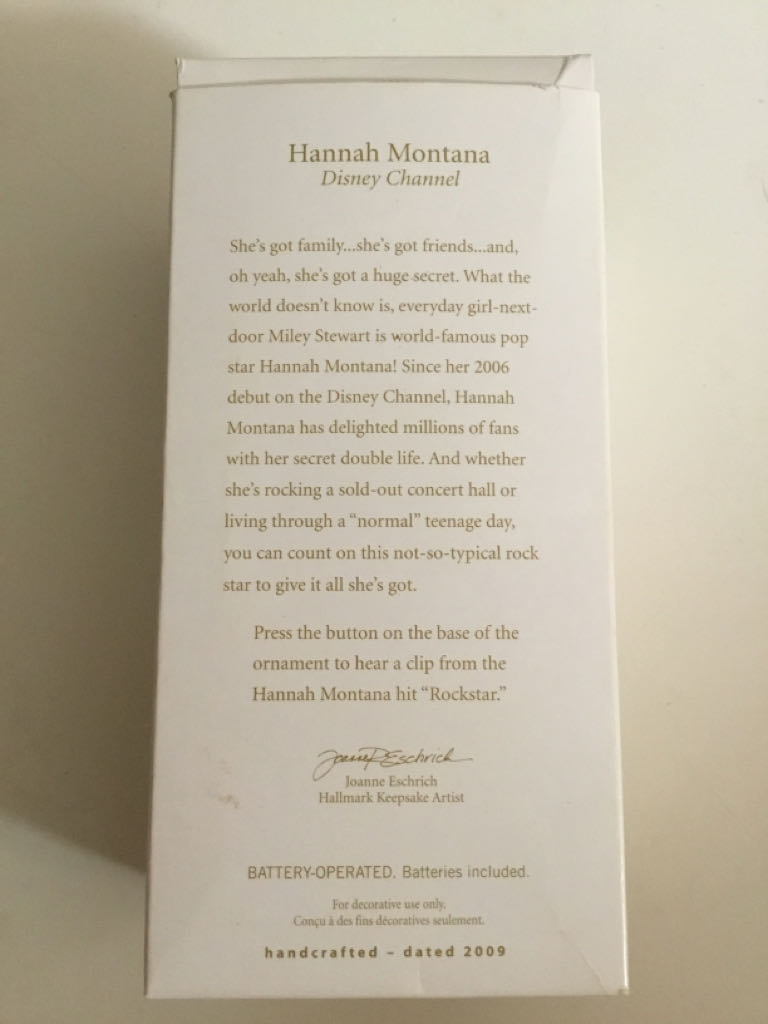 Hannah Montana
Disney Channel
She's got family...she's got friends...and,
oh yeah, she's got a huge secret. What the
world doesn't know is, everyday girl-next-
door Miley Stewart is world-famous pop
star Hannah Montana! Since her 2006
debut on the Disney Channel, Hannah
Montana has delighted millions of fans
with her secret double life. And whether
she's rocking a sold-out concert hall or
living through a "normal" teenage day,
you can count on this not-so-typical rock
star to give it all she's got.
Press the button on the base of the
ornament to hear a clip from the
Hannah Montana hit "Rockstar."
Joanne Eschrich
Joanne Eschrich
Hallmark Keepsake Artist
BATTERY-OPERATED. Batteries included.
For decorative use only.
Conçu à des fins décoratives seulement.
handcrafted – dated 2009